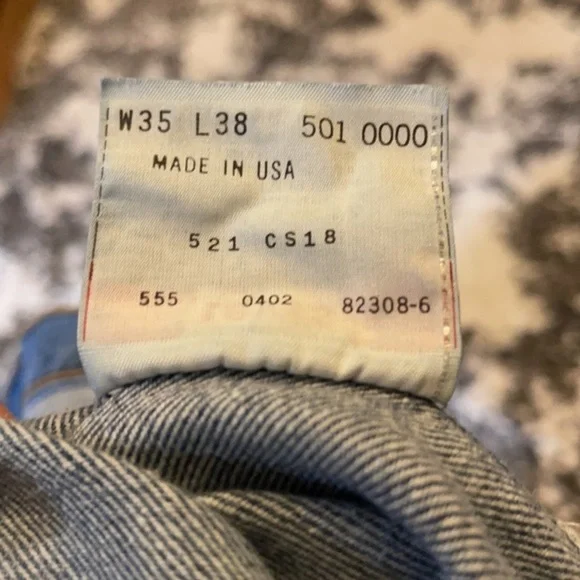 W35 L38 501 0000
MADE IN USA
521 CS18
555 0402 82308-6